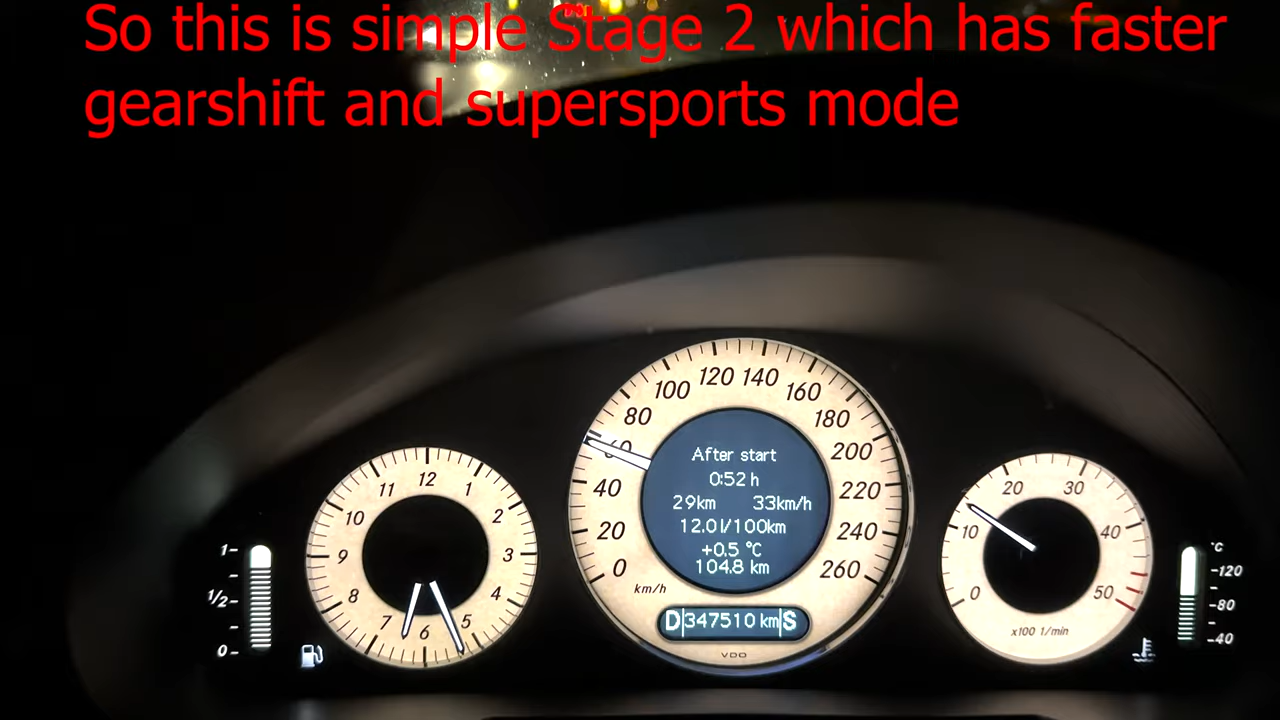 So this is simple Stage 2 which has faster
gearshift and supersports mode
100 120 140 160
80 180
60 200
40 220
20 240
0 260
km/h
After start
0:52 h
29km 33km/h
12.0l/100km
+0.5 °C
104.8 km
D 347510 km S
VDO
12
11 1
10 2
9 3
8 4
7 6 5
1
1/2
0
20 30
10 40
0 50
x100 1/min
°C
120
80
40